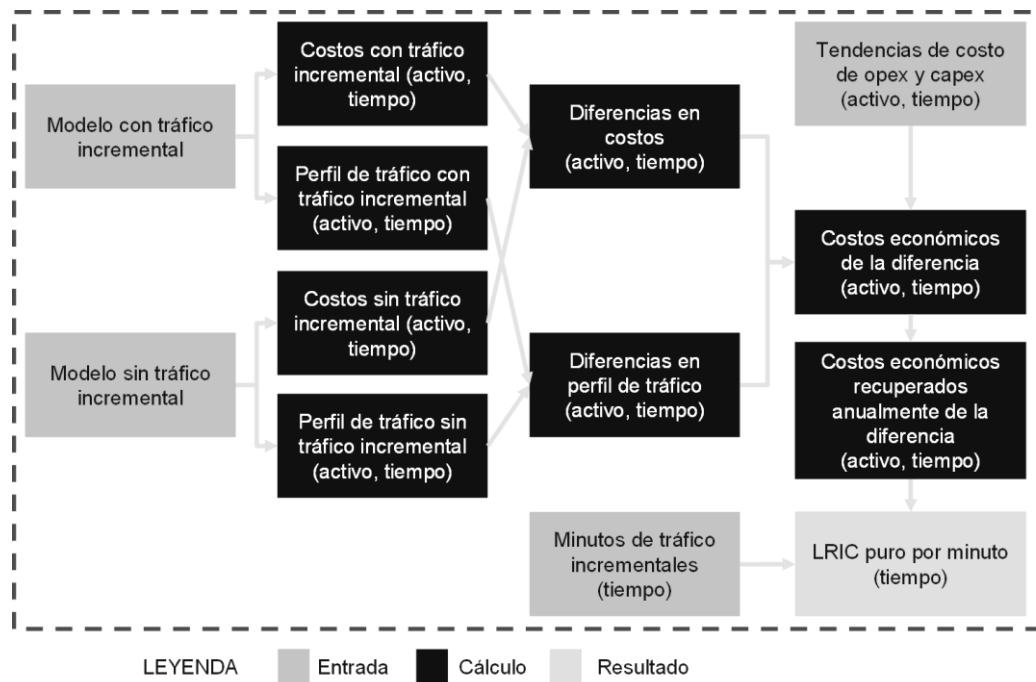 Modelo con tráfico
incremental
Modelo sin tráfico
incremental
Costos con tráfico
incremental (activo,
tiempo)
Perfil de tráfico con
tráfico incremental
(activo, tiempo)
Costos sin tráfico
incremental (activo,
tiempo)
Perfil de tráfico sin
tráfico incremental
(activo, tiempo)
Diferencias en
costos
(activo, tiempo)
Diferencias en
perfil de tráfico
(activo, tiempo)
Minutos de tráfico
incrementales
(tiempo)
Tendencias de costo
de opex y capex
(activo, tiempo)
Costos económicos
de la diferencia
(activo, tiempo)
Costos económicos
recuperados
anualmente de la
diferencia
(activo, tiempo)
LRIC puro por minuto
(tiempo)
LEYENDA
Entrada
Cálculo
Resultado